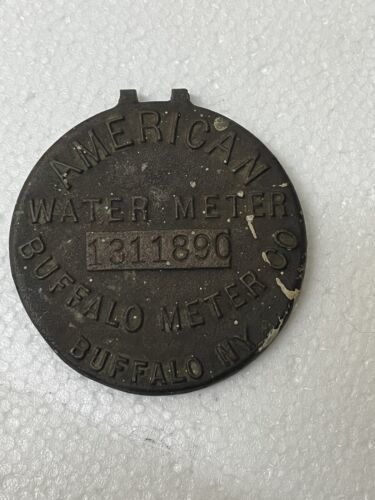 AMERICAN
WATER METER
1311890
BUFFALO METER CO
BUFFALO NY